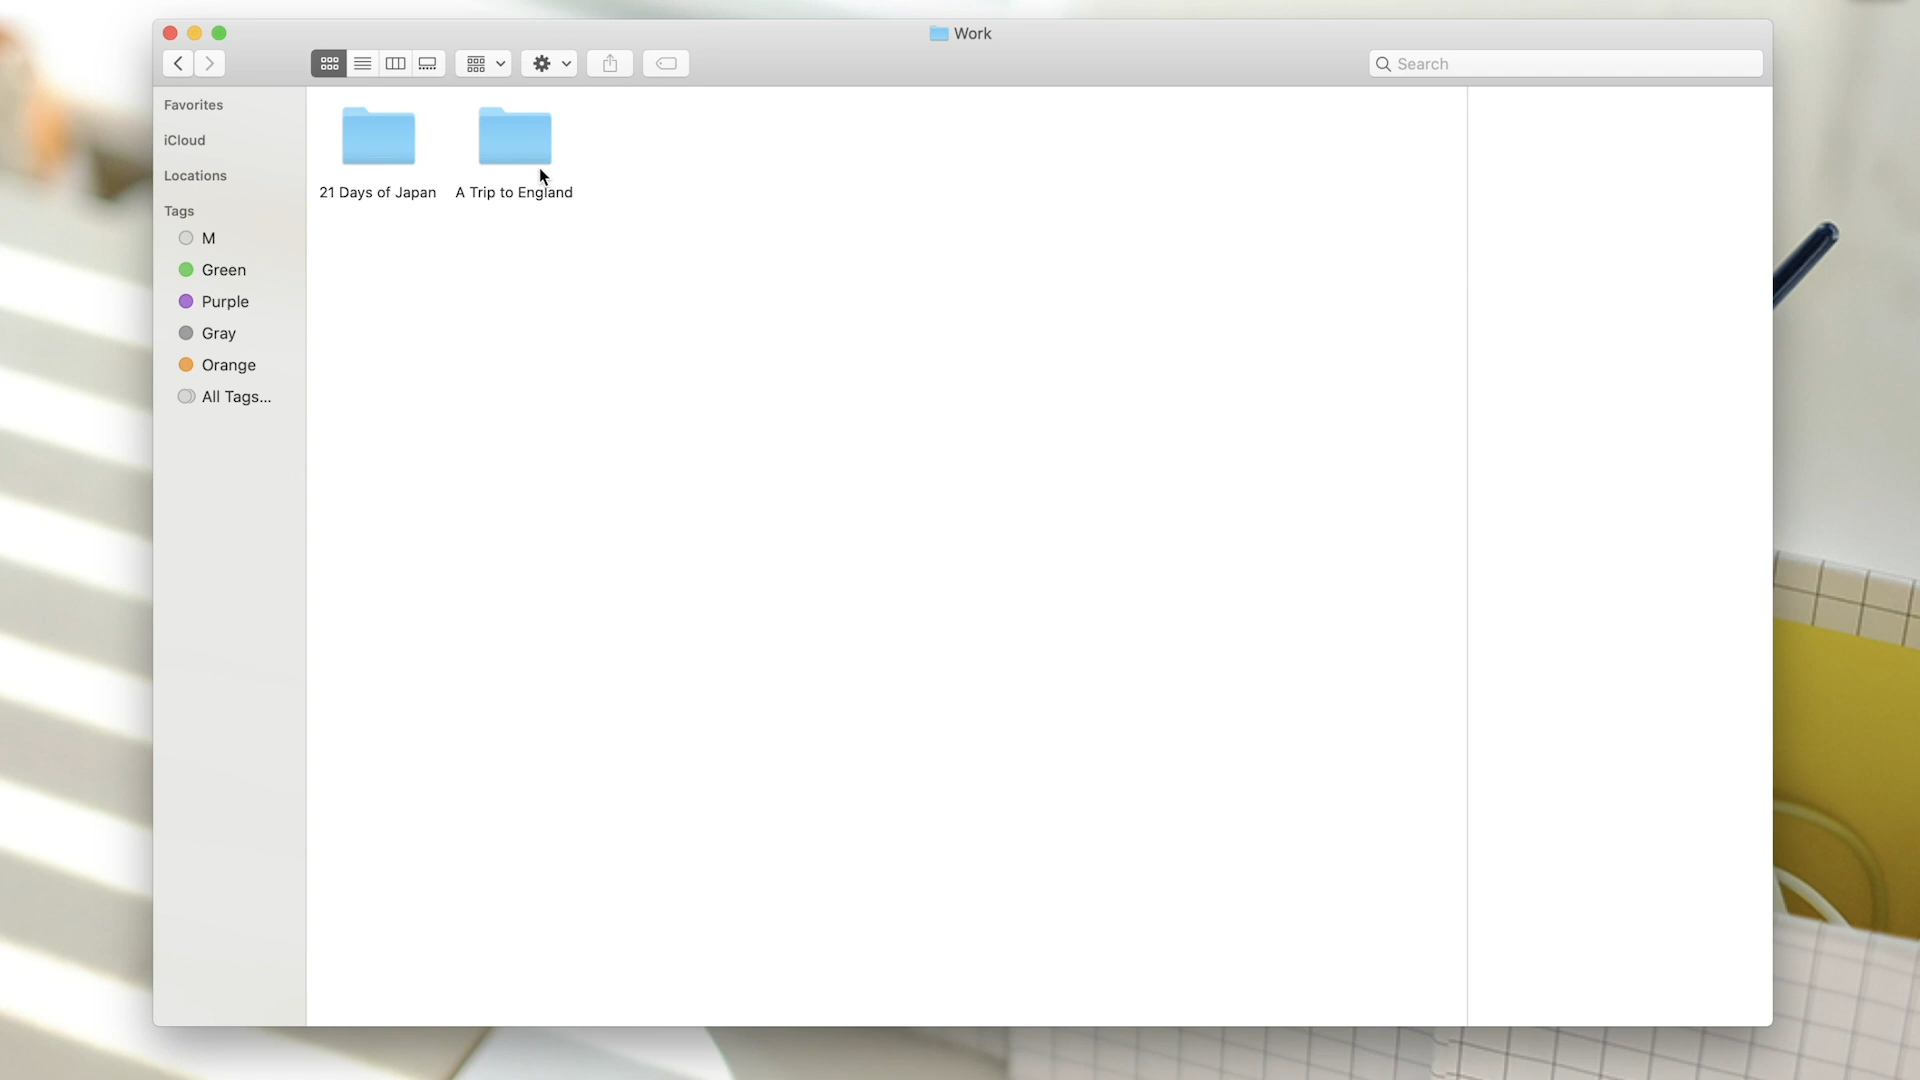 Work
Search
Favorites
iCloud
Locations
Tags
M
Green
Purple
Gray
Orange
All Tags...
21 Days of Japan
A Trip to England